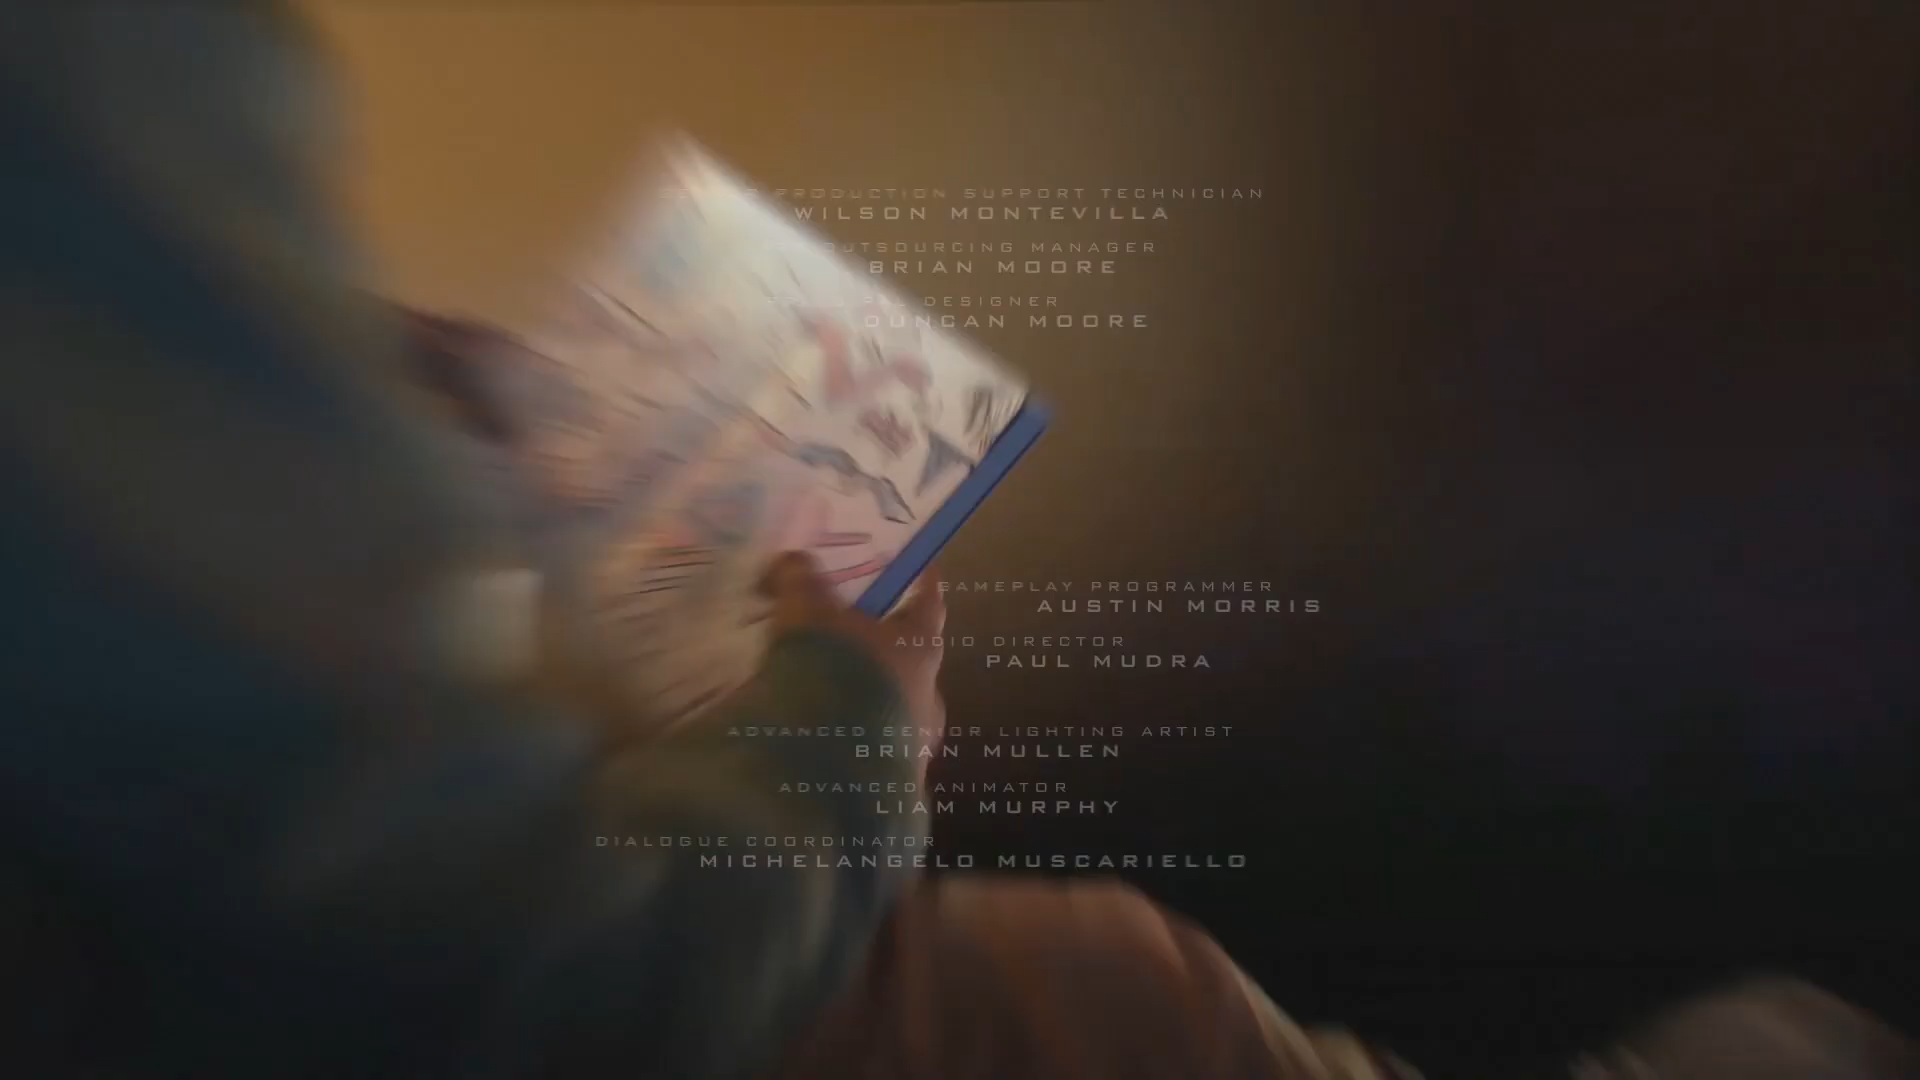 PRODUCTION SUPPORT TECHNICIAN
WILSON MONTEVILLA
OUTSOURCING MANAGER
BRIAN MOORE
DESIGNER
DUNCAN MOORE
GAMEPLAY PROGRAMMER
AUSTIN MORRIS
AUDIO DIRECTOR
PAUL MUDRA
ADVANCED SENIOR LIGHTING ARTIST
BRIAN MULLEN
ADVANCED ANIMATOR
LIAM MURPHY
DIALOGUE COORDINATOR
MICHELANGELO MUSCARIELLO